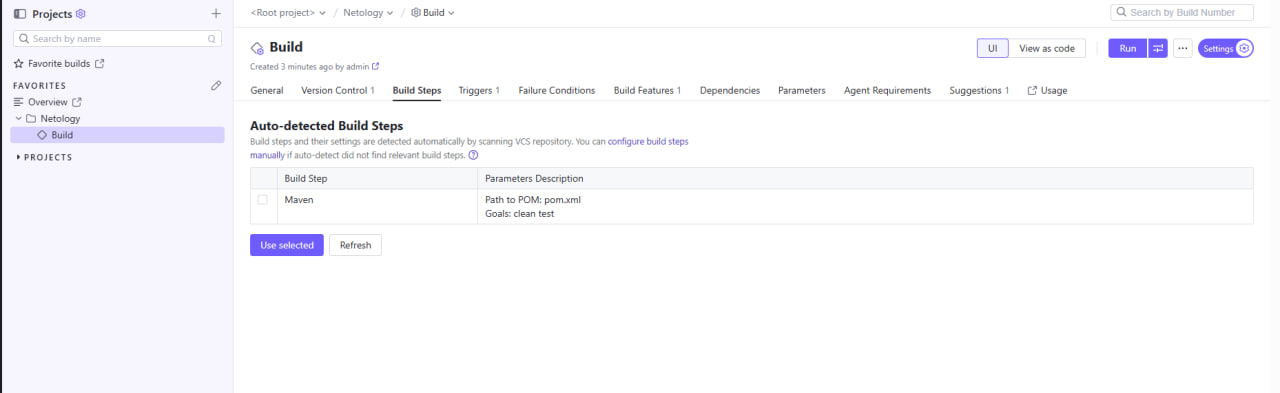 Projects
Search by name
Favorite builds
FAVORITES
Overview
Netology
Build
PROJECTS
<Root project> / Netology / Build
Search by Build Number
Build
Created 3 minutes ago by admin
UI View as code Run Settings
General Version Control 1 Build Steps Triggers 1 Failure Conditions Build Features 1 Dependencies Parameters Agent Requirements Suggestions 1 Usage
Auto-detected Build Steps
Build steps and their settings are detected automatically by scanning VCS repository. You can configure build steps
manually if auto-detect did not find relevant build steps.
Build Step Parameters Description
Maven Path to POM: pom.xml
Goals: clean test
Use selected Refresh